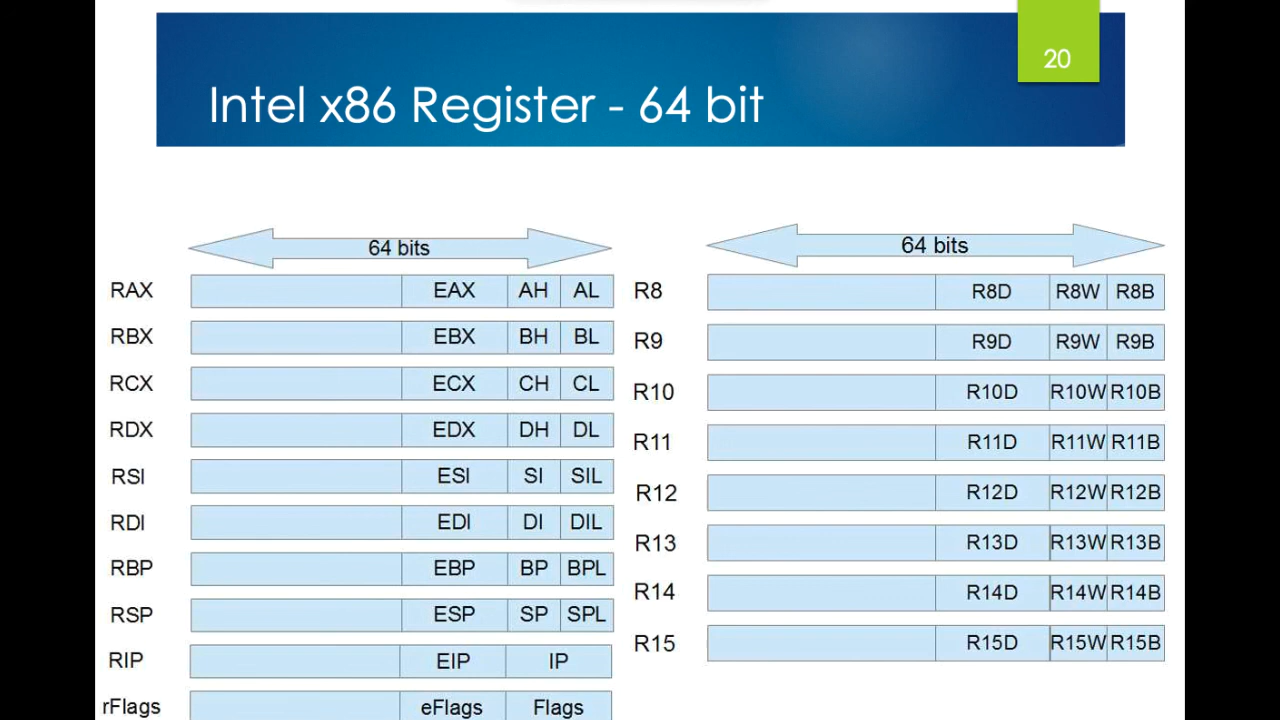 20
Intel x86 Register - 64 bit
64 bits
RAX EAX AH AL
RBX EBX BH BL
RCX ECX CH CL
RDX EDX DH DL
RSI ESI SI SIL
RDI EDI DI DIL
RBP EBP BP BPL
RSP ESP SP SPL
RIP EIP IP
rFlags eFlags Flags
64 bits
R8 R8D R8W R8B
R9 R9D R9W R9B
R10 R10D R10W R10B
R11 R11D R11W R11B
R12 R12D R12W R12B
R13 R13D R13W R13B
R14 R14D R14W R14B
R15 R15D R15W R15B